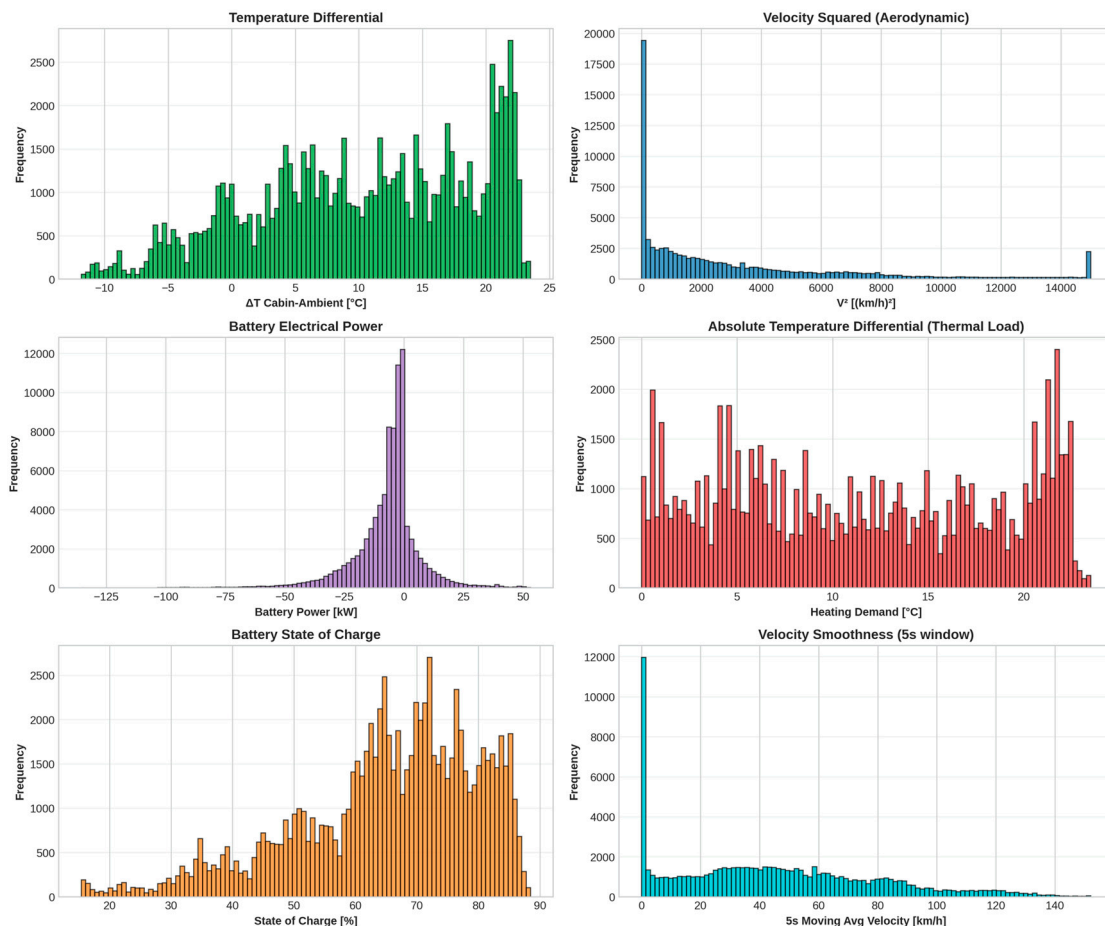 Temperature Differential
Frequency
2500
2000
1500
1000
500
0
−10 −5 0 5 10 15 20 25
ΔT Cabin-Ambient [°C]
Velocity Squared (Aerodynamic)
Frequency
20000
17500
15000
12500
10000
7500
5000
2500
0
0 2000 4000 6000 8000 10000 12000 14000
V² [(km/h)²]
Battery Electrical Power
Frequency
12000
10000
8000
6000
4000
2000
0
−125 −100 −75 −50 −25 0 25 50
Battery Power [kW]
Absolute Temperature Differential (Thermal Load)
Frequency
2500
2000
1500
1000
500
0
0 5 10 15 20
Heating Demand [°C]
Battery State of Charge
Frequency
2500
2000
1500
1000
500
0
20 30 40 50 60 70 80 90
State of Charge [%]
Velocity Smoothness (5s window)
Frequency
12000
10000
8000
6000
4000
2000
0
0 20 40 60 80 100 120 140
5s Moving Avg Velocity [km/h]